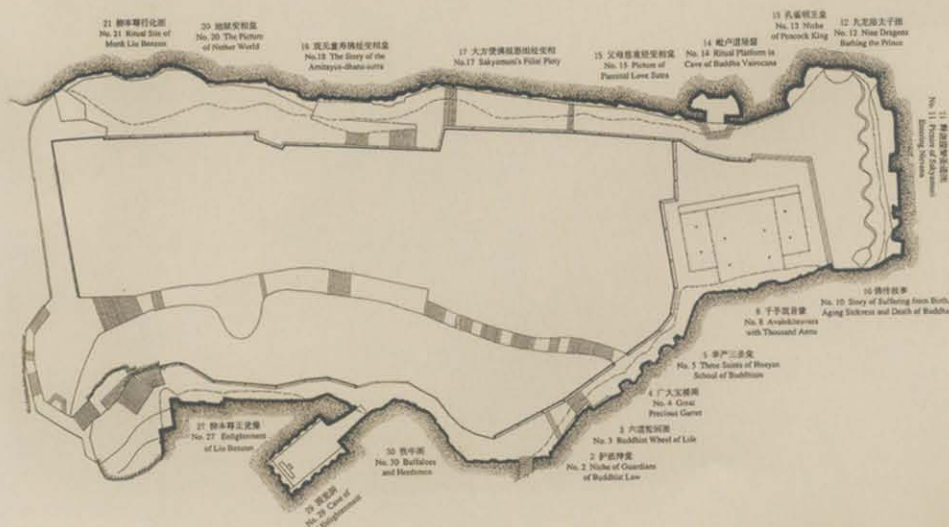 21 柳本尊行化图
No. 21 Ritual Site of
Monk Liu Benzun
20 地狱变相龛
No. 20 The Picture of
Nether World
18 观无量寿佛经变相龛
No.18 The Story of the
Amitayus-dhana-sutra
17 大方便佛报恩经变相
No.17 Sakyamuni's Filial Piety
15 父母恩重经变相龛
No. 15 Picture of
Parental Love Sutra
14 毗卢道场龛
No. 14 Ritual Platform in
Cave of Buddha Vairocana
13 孔雀明王龛
No. 13 Niche
of Peacock King
12 九龙浴太子图
No. 12 Nine Dragons
Bathing the Prince
No. 11 Picture of Sakyamuni
Entering Nirvana
10 佛传故事
No. 10 Story of Suffering from Birth,
Aging Sickness and Death of Buddha
8 千手观音龛
No. 8 Avalokitesvara
with Thousand Arms
5 华严三圣龛
No. 5 Three Saints of Hueyan
School of Buddhism
4 广大宝楼阁
No. 4 Great
Precious Garret
3 六道轮回图
No. 3 Buddhist Wheel of Life
2 护法神龛
No. 2 Niche of Guardians
of Buddhist Law
30 牧牛图
No. 30 Buffaloes
and Herdsmen
29 圆觉洞
No. 29 Cave of
Enlightenment
27 柳本尊正觉像
No. 27 Enlightenment
of Liu Benzun